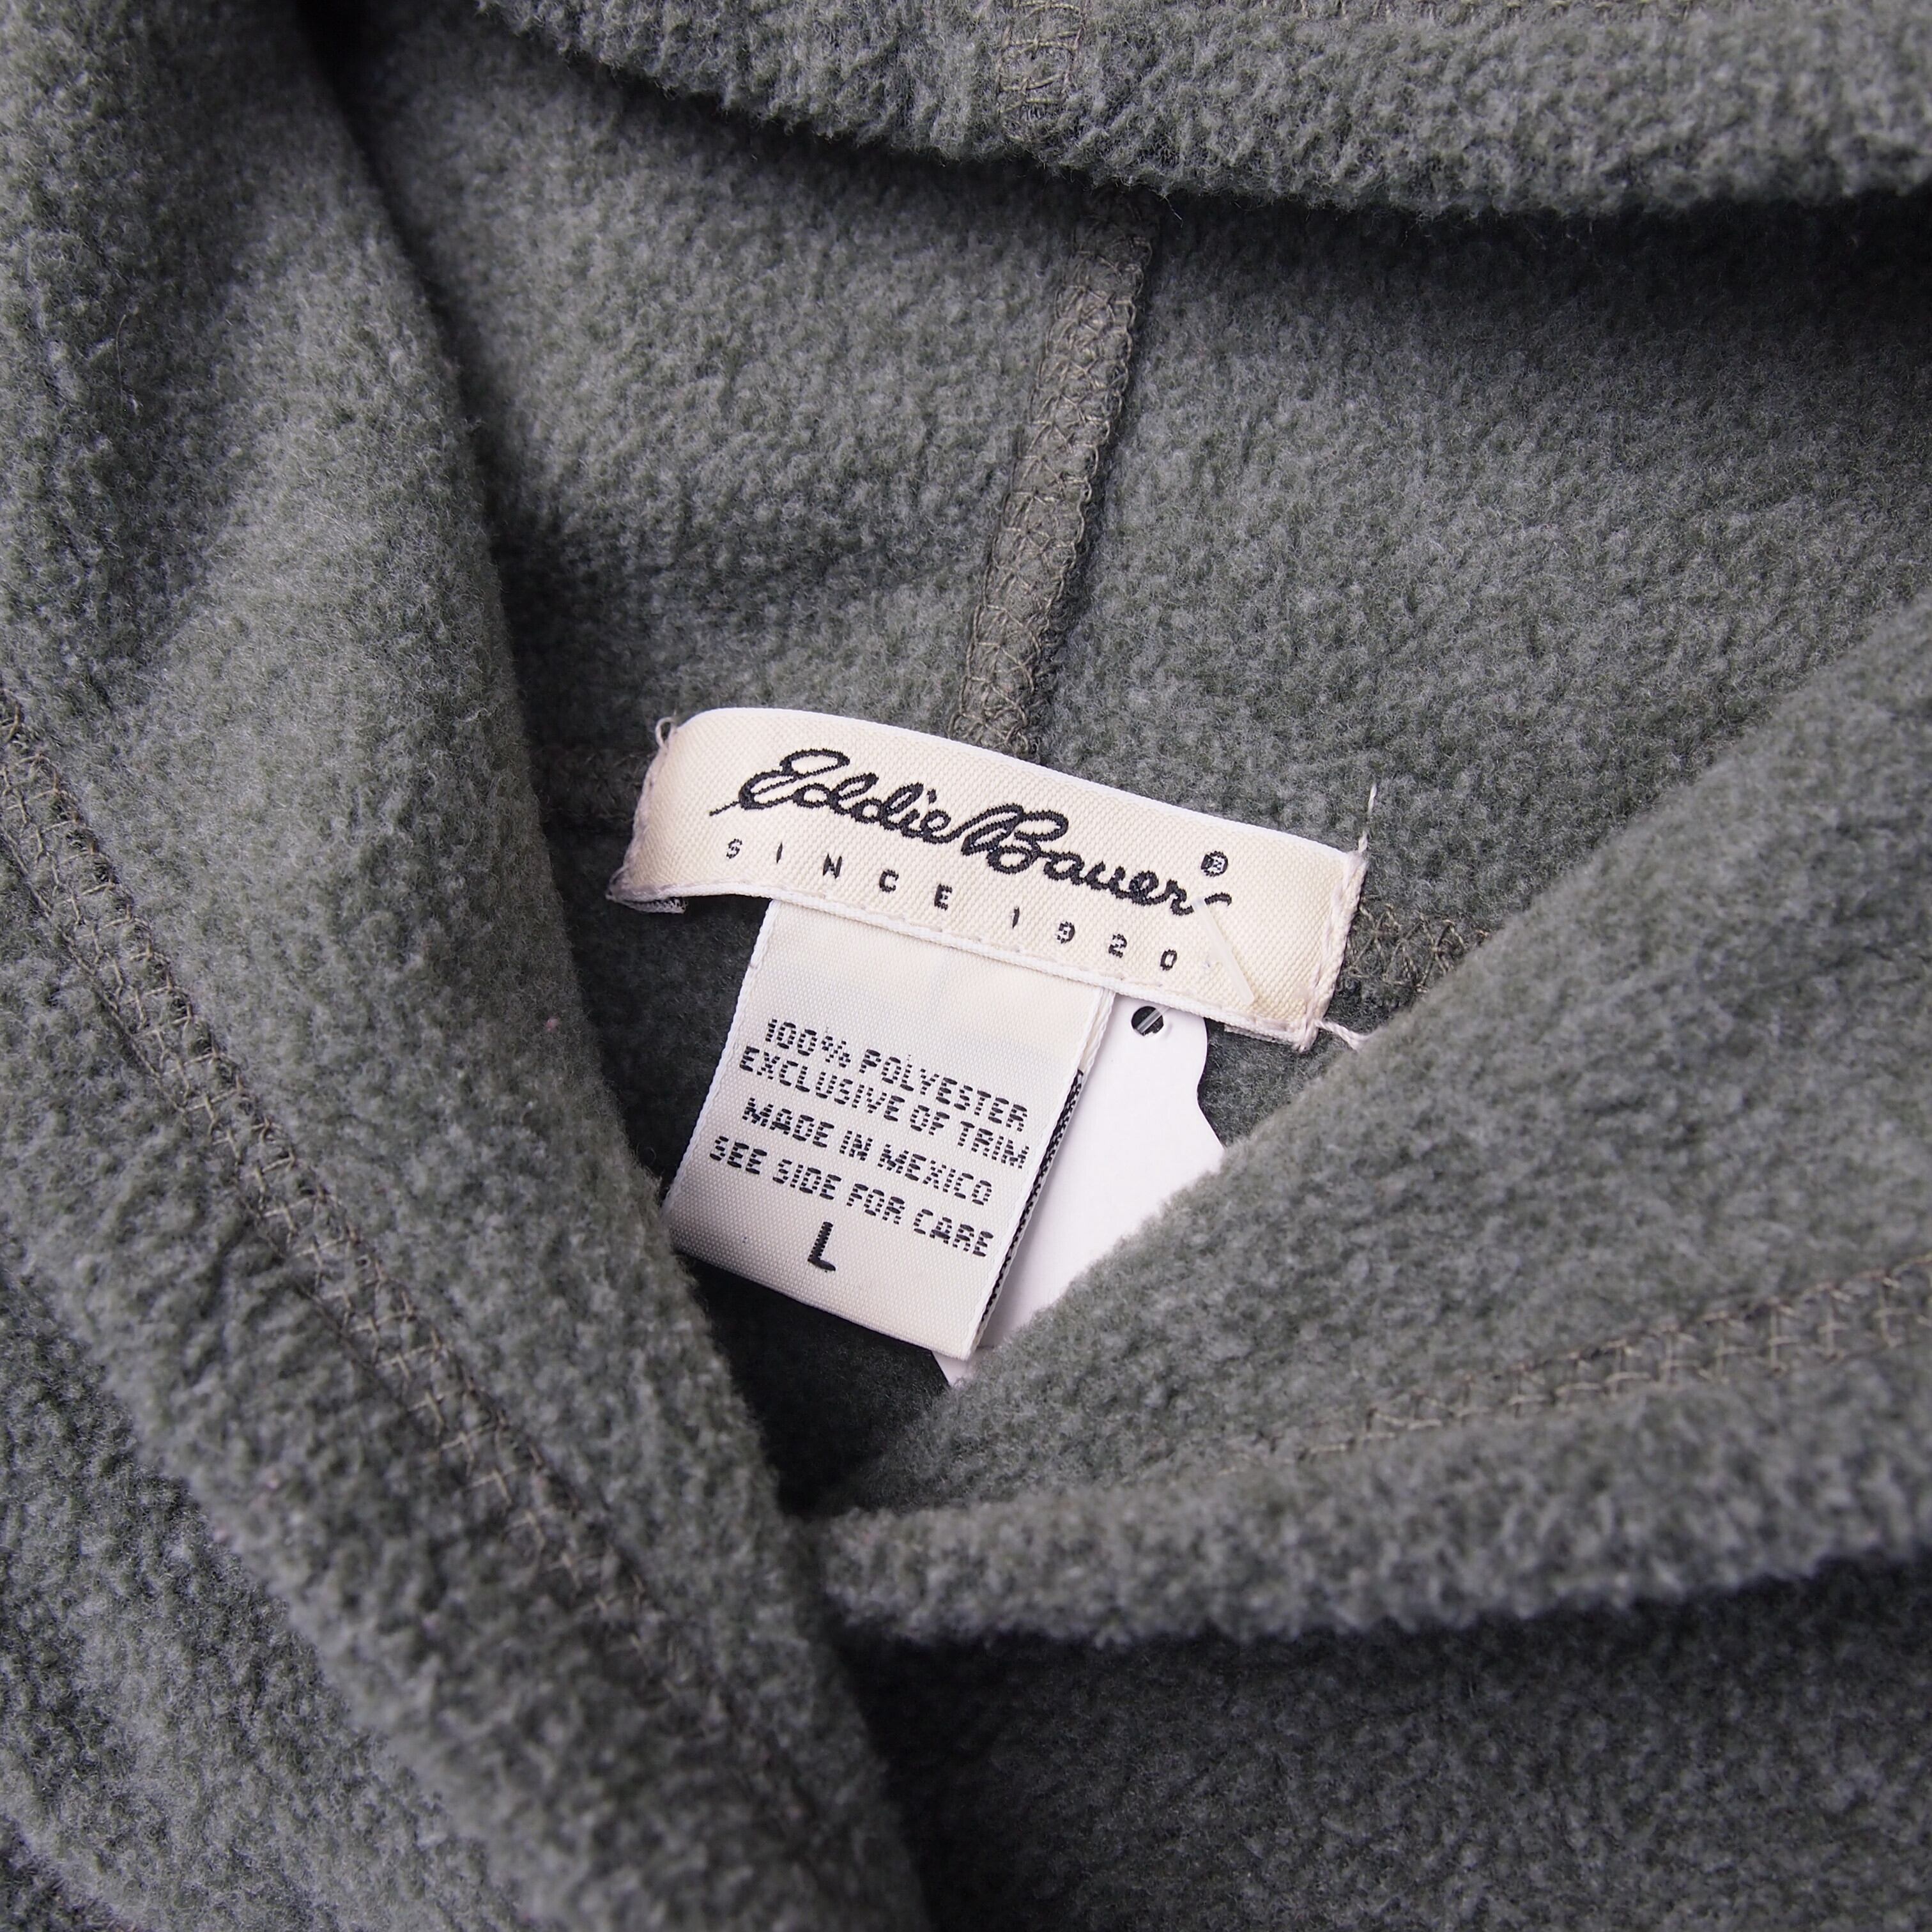 Eddie Bauer®
SINCE 1920
100% POLYESTER
EXCLUSIVE OF TRIM
MADE IN MEXICO
SEE SIDE FOR CARE
L